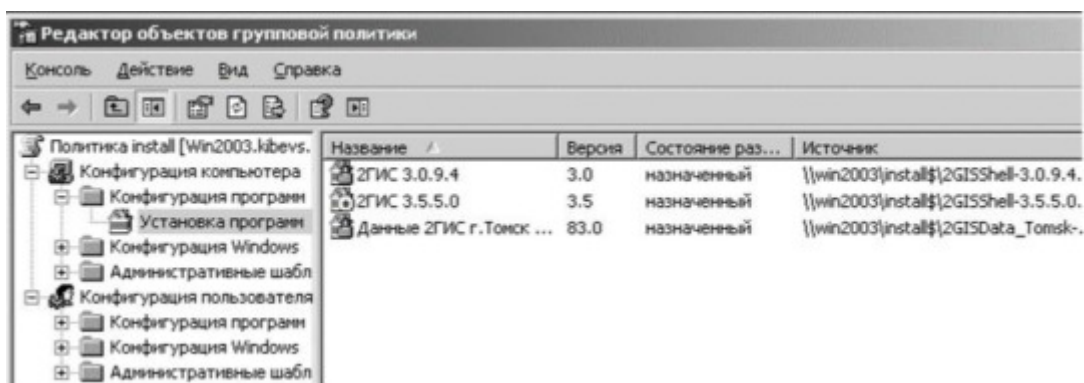 Редактор объектов групповой политики
Консоль Действие Вид Справка
Политика install [Win2003.kibevs.
Конфигурация компьютера
Конфигурация программ
Установка программ
Конфигурация Windows
Административные шабл
Конфигурация пользователя
Конфигурация программ
Конфигурация Windows
Административные шабл
Название Версия Состояние раз... Источник
2ГИС 3.0.9.4 3.0 назначенный \\win2003\install$\2GISShell-3.0.9.4.
2ГИС 3.5.5.0 3.5 назначенный \\win2003\install$\2GISShell-3.5.5.0.
Данные 2ГИС г.Томск ... 83.0 назначенный \\win2003\install$\2GISData_Tomsk-.